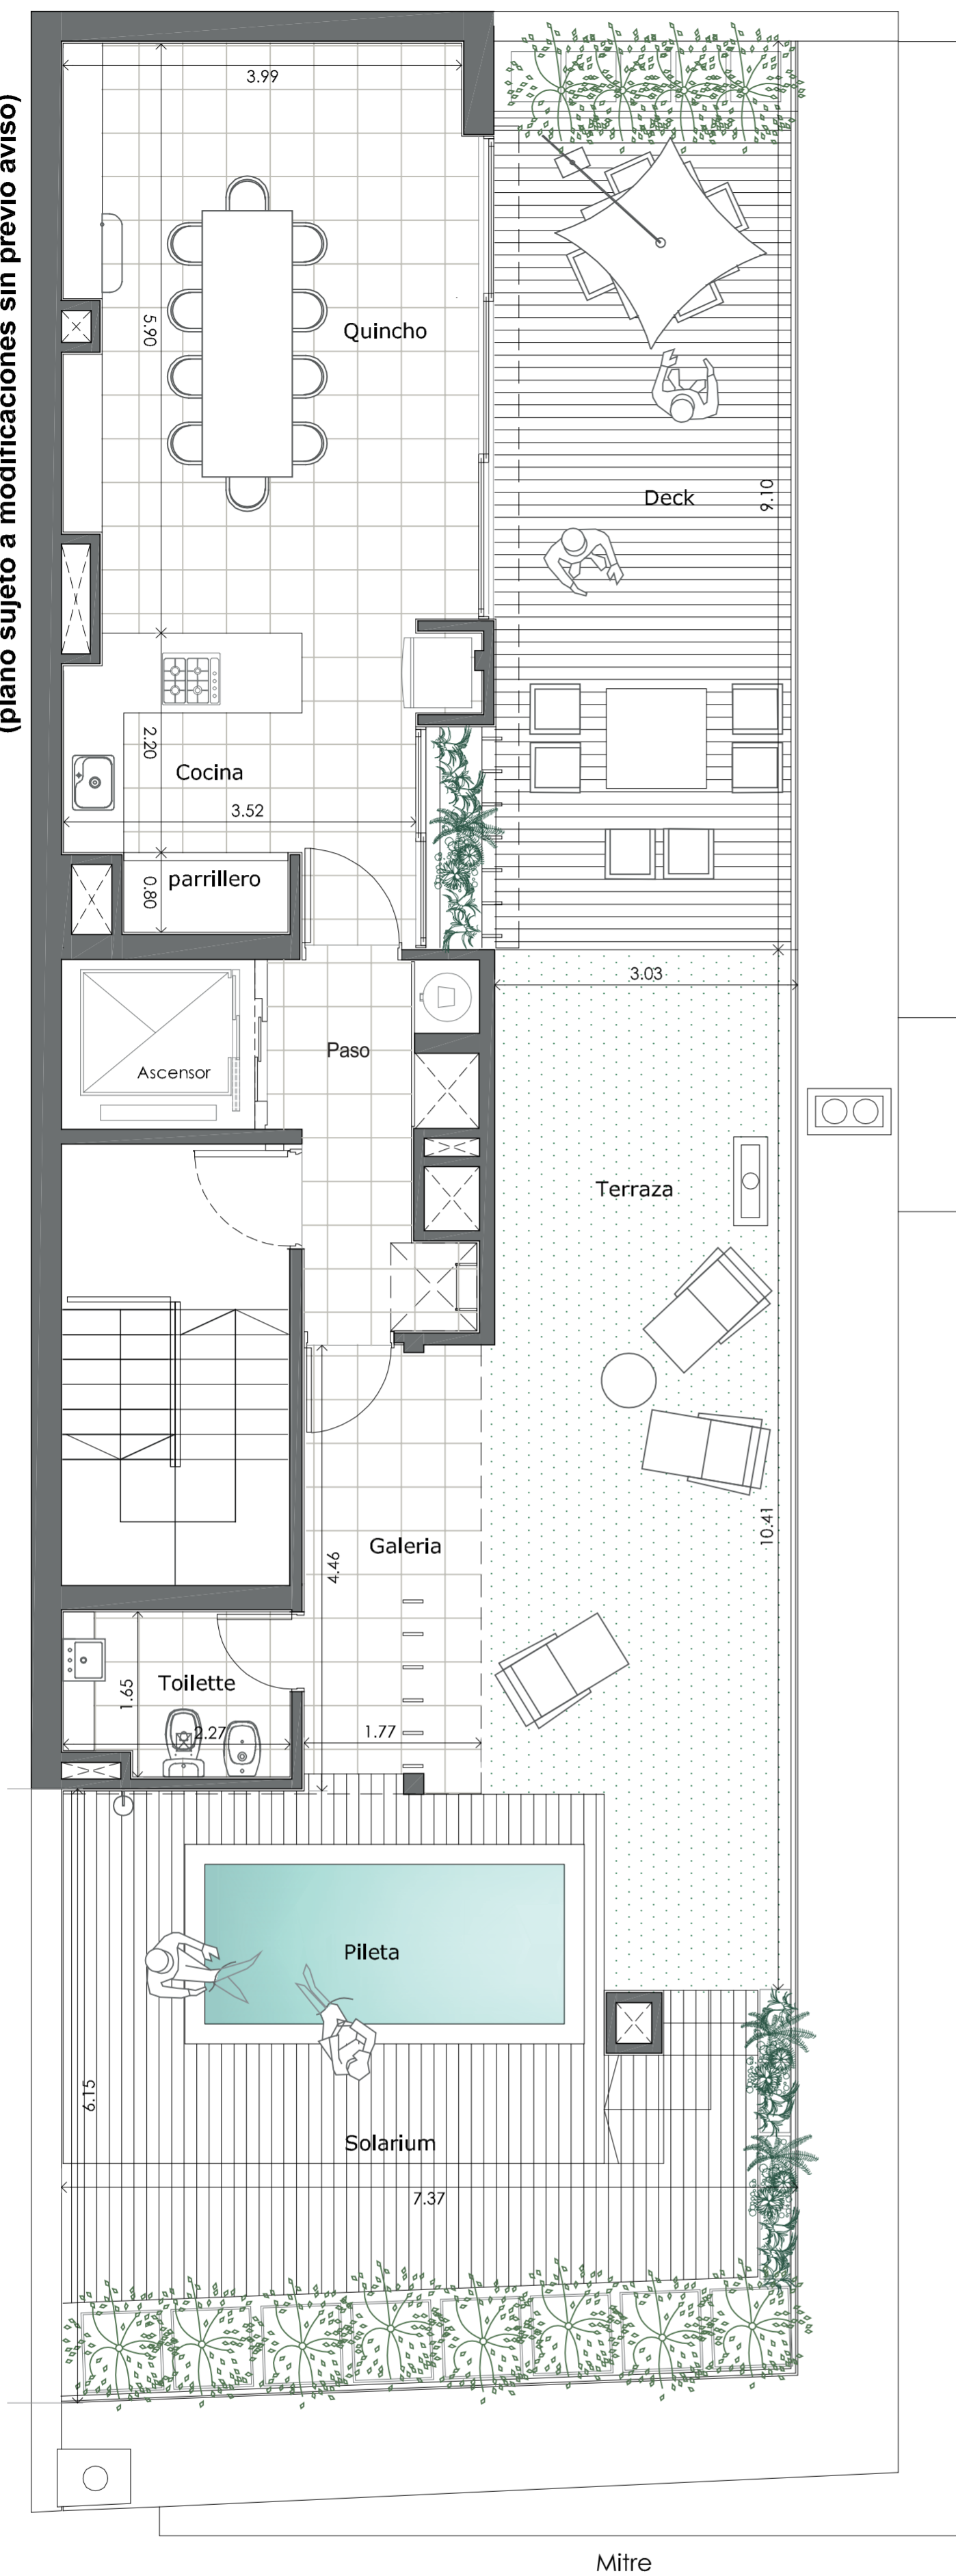 (plano sujeto a modificaciones sin previo aviso)
3.99
5.90
Quincho
Deck
9.10
2.20
Cocina
3.52
parrillero
0.80
3.03
Paso
Ascensor
Terraza
10.41
Galeria
4.46
Toilette
1.65
2.27
1.77
Pileta
6.15
Solarium
7.37
Mitre